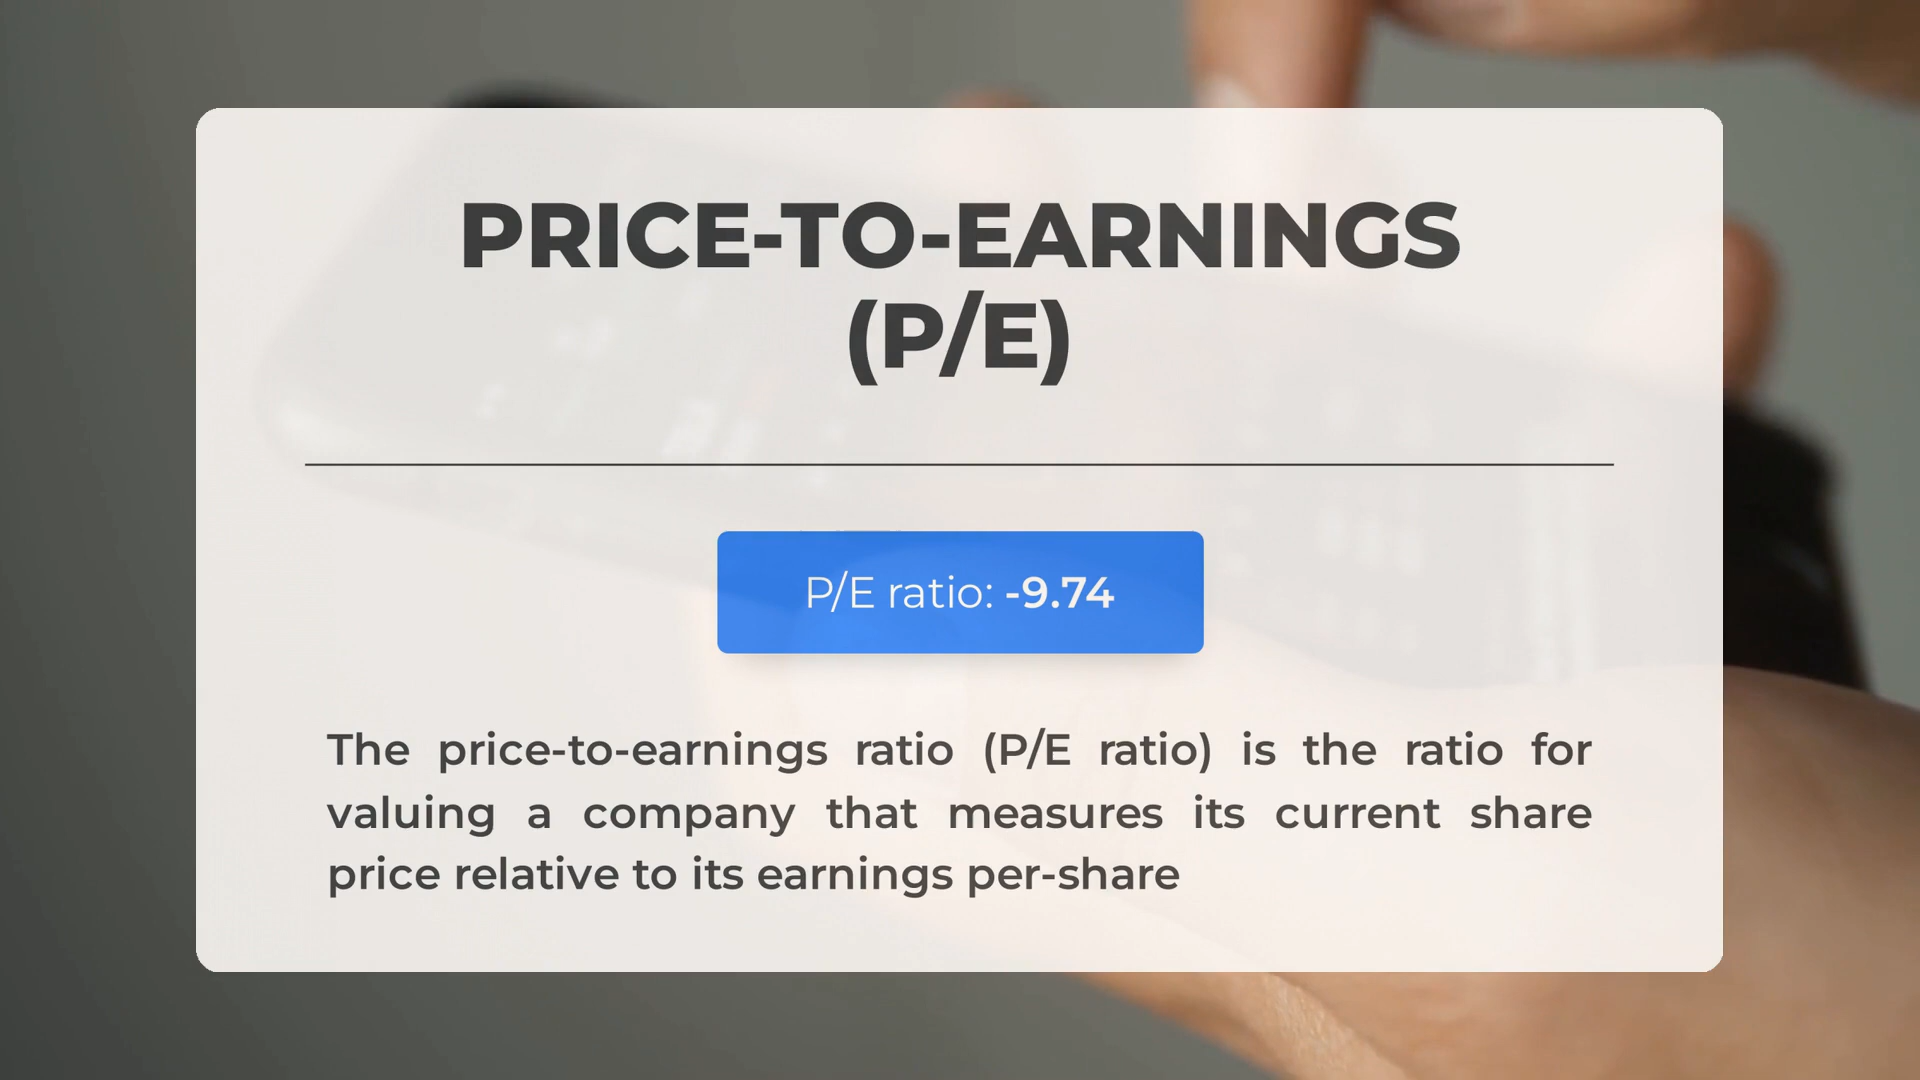 PRICE-TO-EARNINGS
(P/E)
P/E ratio: -9.74
The price-to-earnings ratio (P/E ratio) is the ratio for
valuing a company that measures its current share
price relative to its earnings per-share